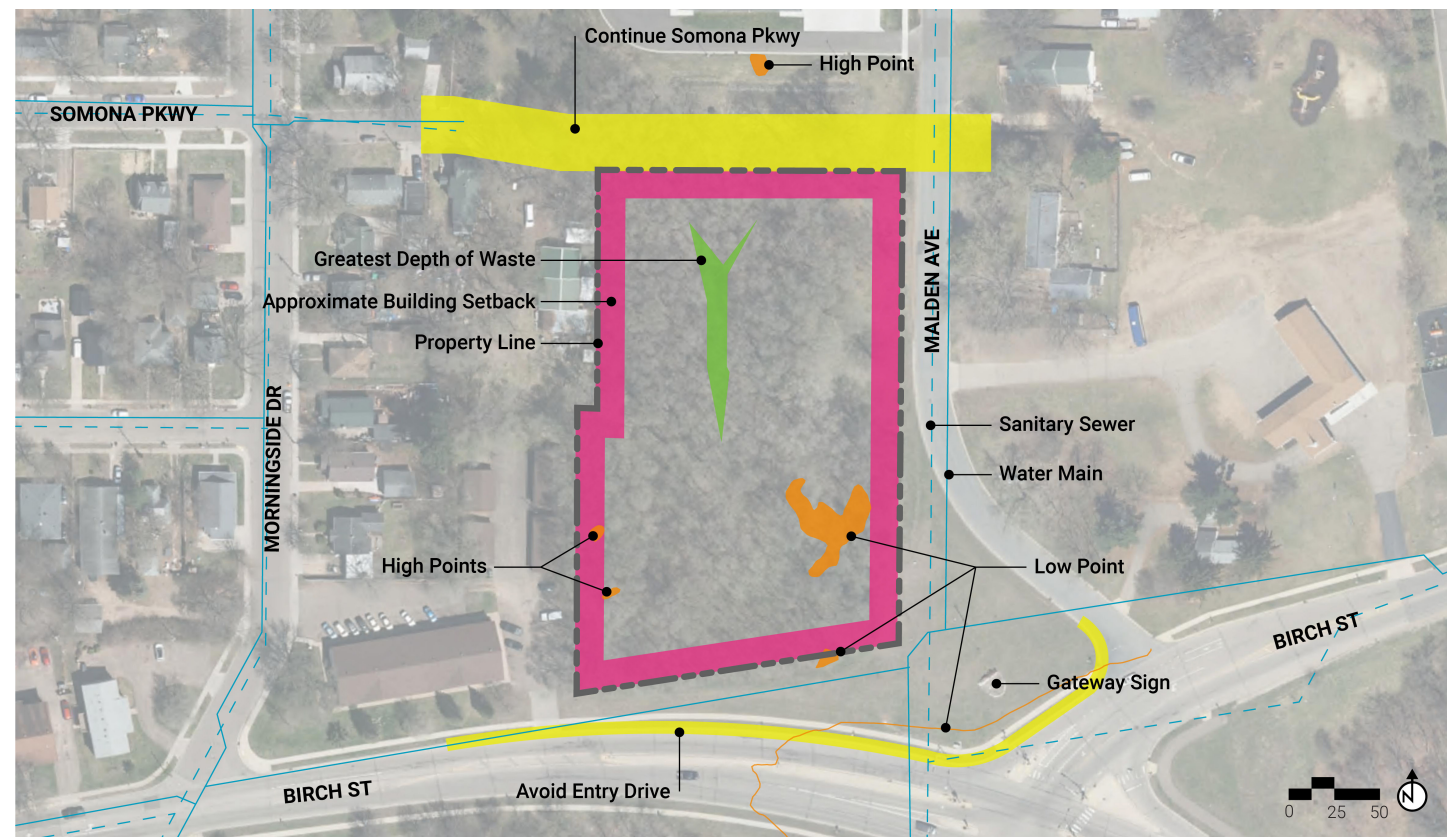 Continue Somona Pkwy
High Point
SOMONA PKWY
Greatest Depth of Waste
Approximate Building Setback
Property Line
MALDEN AVE
MORNINGSIDE DR
Sanitary Sewer
Water Main
High Points
Low Point
BIRCH ST
Gateway Sign
BIRCH ST
Avoid Entry Drive
N
0 25 50